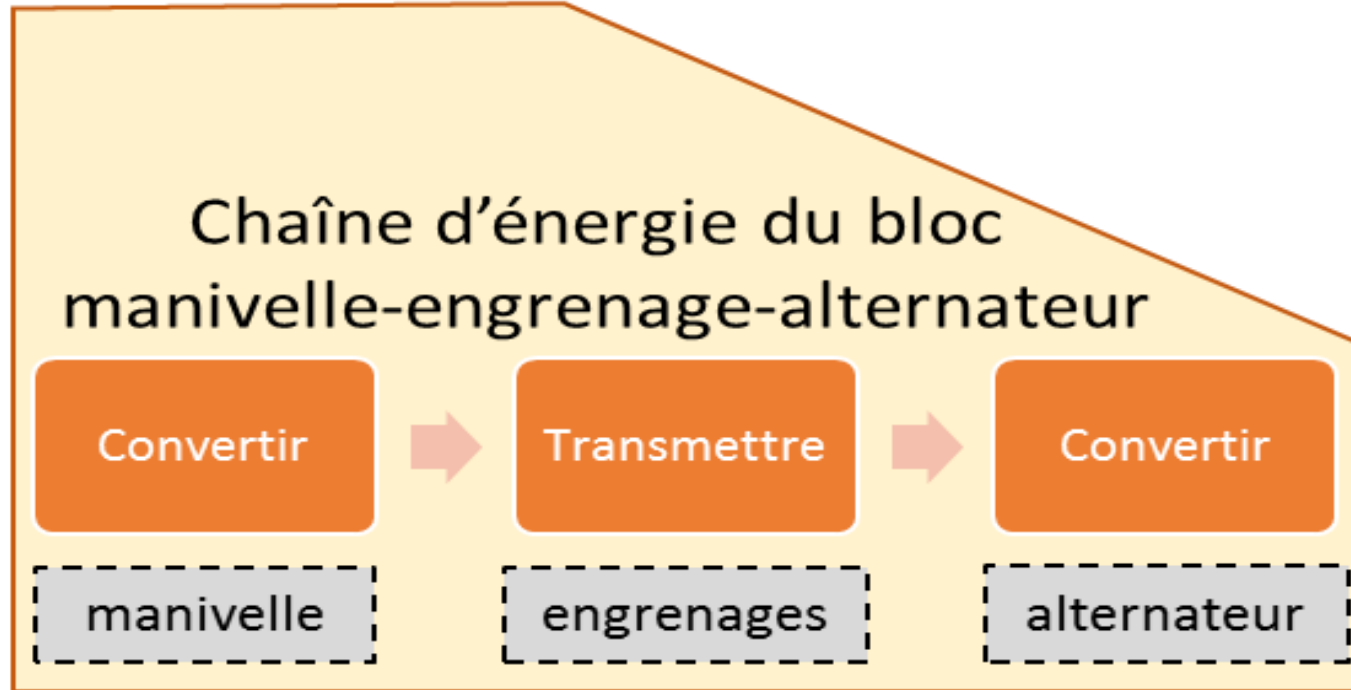 Chaîne d’énergie du bloc
manivelle-engrenage-alternateur
Convertir
Transmettre
Convertir
manivelle
engrenages
alternateur